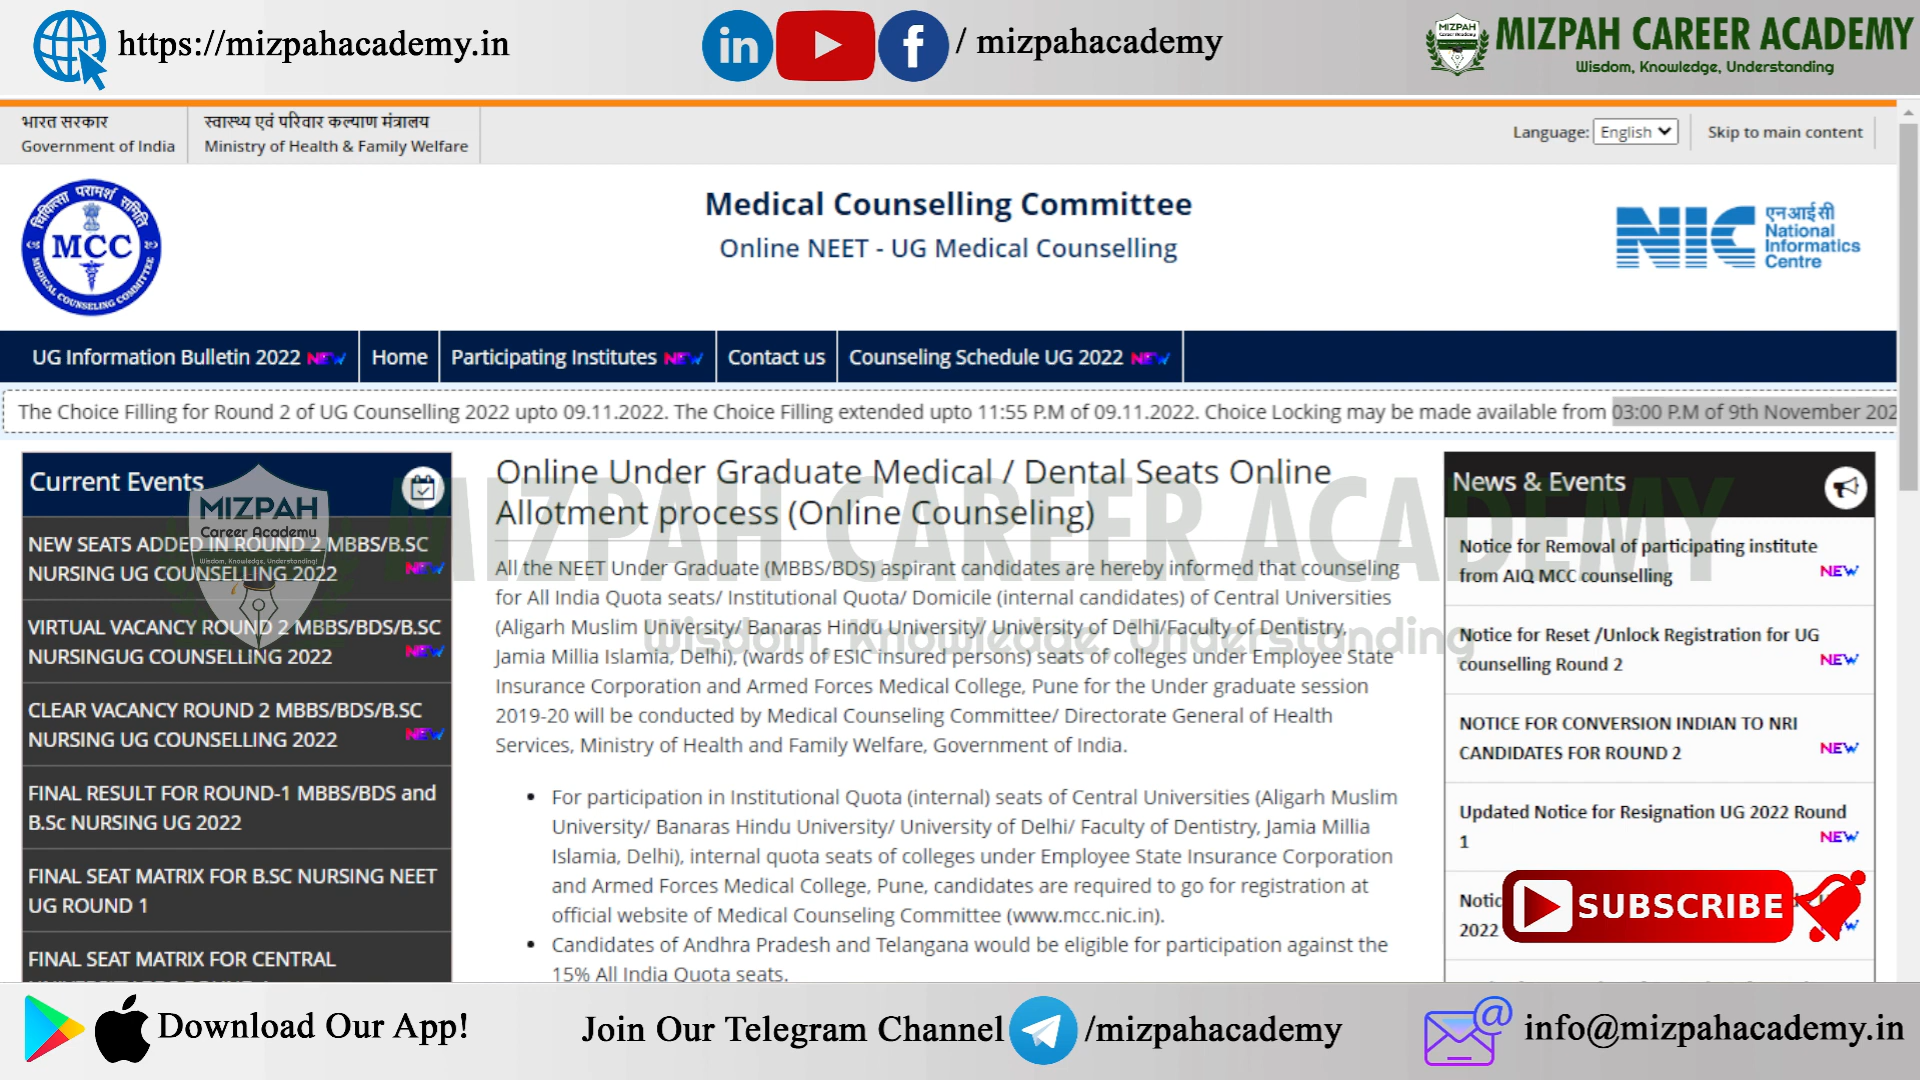 https://mizpahacademy.in
in
f
/ mizpahacademy
MIZPAH
MIZPAH CAREER ACADEMY
Wisdom, Knowledge, Understanding
भारत सरकार
Government of India
स्वास्थ्य एवं परिवार कल्याण मंत्रालय
Ministry of Health & Family Welfare
Language: English
Skip to main content
चिकित्सा परामर्श समिति
MCC
MEDICAL COUNSELING COMMITTEE
Medical Counselling Committee
Online NEET - UG Medical Counselling
NIC
एनआईसी
National
Informatics
Centre
UG Information Bulletin 2022 NEW
Home
Participating Institutes NEW
Contact us
Counseling Schedule UG 2022 NEW
The Choice Filling for Round 2 of UG Counselling 2022 upto 09.11.2022. The Choice Filling extended upto 11:55 P.M of 09.11.2022. Choice Locking may be made available from 03:00 P.M of 9th November 202
Current Events
NEW SEATS ADDED IN ROUND 2 MBBS/B.SC
NURSING UG COUNSELLING 2022 NEW
VIRTUAL VACANCY ROUND 2 MBBS/BDS/B.SC
NURSINGUG COUNSELLING 2022 NEW
CLEAR VACANCY ROUND 2 MBBS/BDS/B.SC
NURSING UG COUNSELLING 2022 NEW
FINAL RESULT FOR ROUND-1 MBBS/BDS and
B.Sc NURSING UG 2022
FINAL SEAT MATRIX FOR B.SC NURSING NEET
UG ROUND 1
FINAL SEAT MATRIX FOR CENTRAL
MIZPAH
Career Academy
Wisdom, Knowledge, Understanding!
MIZPAH CAREER ACADEMY
Wisdom, Knowledge, Understanding
Online Under Graduate Medical / Dental Seats Online
Allotment process (Online Counseling)
All the NEET Under Graduate (MBBS/BDS) aspirant candidates are hereby informed that counseling
for All India Quota seats/ Institutional Quota/ Domicile (internal candidates) of Central Universities
(Aligarh Muslim University/ Banaras Hindu University/ University of Delhi/Faculty of Dentistry,
Jamia Millia Islamia, Delhi), (wards of ESIC insured persons) seats of colleges under Employee State
Insurance Corporation and Armed Forces Medical College, Pune for the Under graduate session
2019-20 will be conducted by Medical Counseling Committee/ Directorate General of Health
Services, Ministry of Health and Family Welfare, Government of India.
• For participation in Institutional Quota (internal) seats of Central Universities (Aligarh Muslim
University/ Banaras Hindu University/ University of Delhi/ Faculty of Dentistry, Jamia Millia
Islamia, Delhi), internal quota seats of colleges under Employee State Insurance Corporation
and Armed Forces Medical College, Pune, candidates are required to go for registration at
official website of Medical Counseling Committee (www.mcc.nic.in).
• Candidates of Andhra Pradesh and Telangana would be eligible for participation against the
15% All India Quota seats.
News & Events
Notice for Removal of participating institute
from AIQ MCC counselling NEW
Notice for Reset /Unlock Registration for UG
counselling Round 2 NEW
NOTICE FOR CONVERSION INDIAN TO NRI
CANDIDATES FOR ROUND 2 NEW
Updated Notice for Resignation UG 2022 Round
1 NEW
2022
SUBSCRIBE
Download Our App!
Join Our Telegram Channel
/mizpahacademy
@
info@mizpahacademy.in